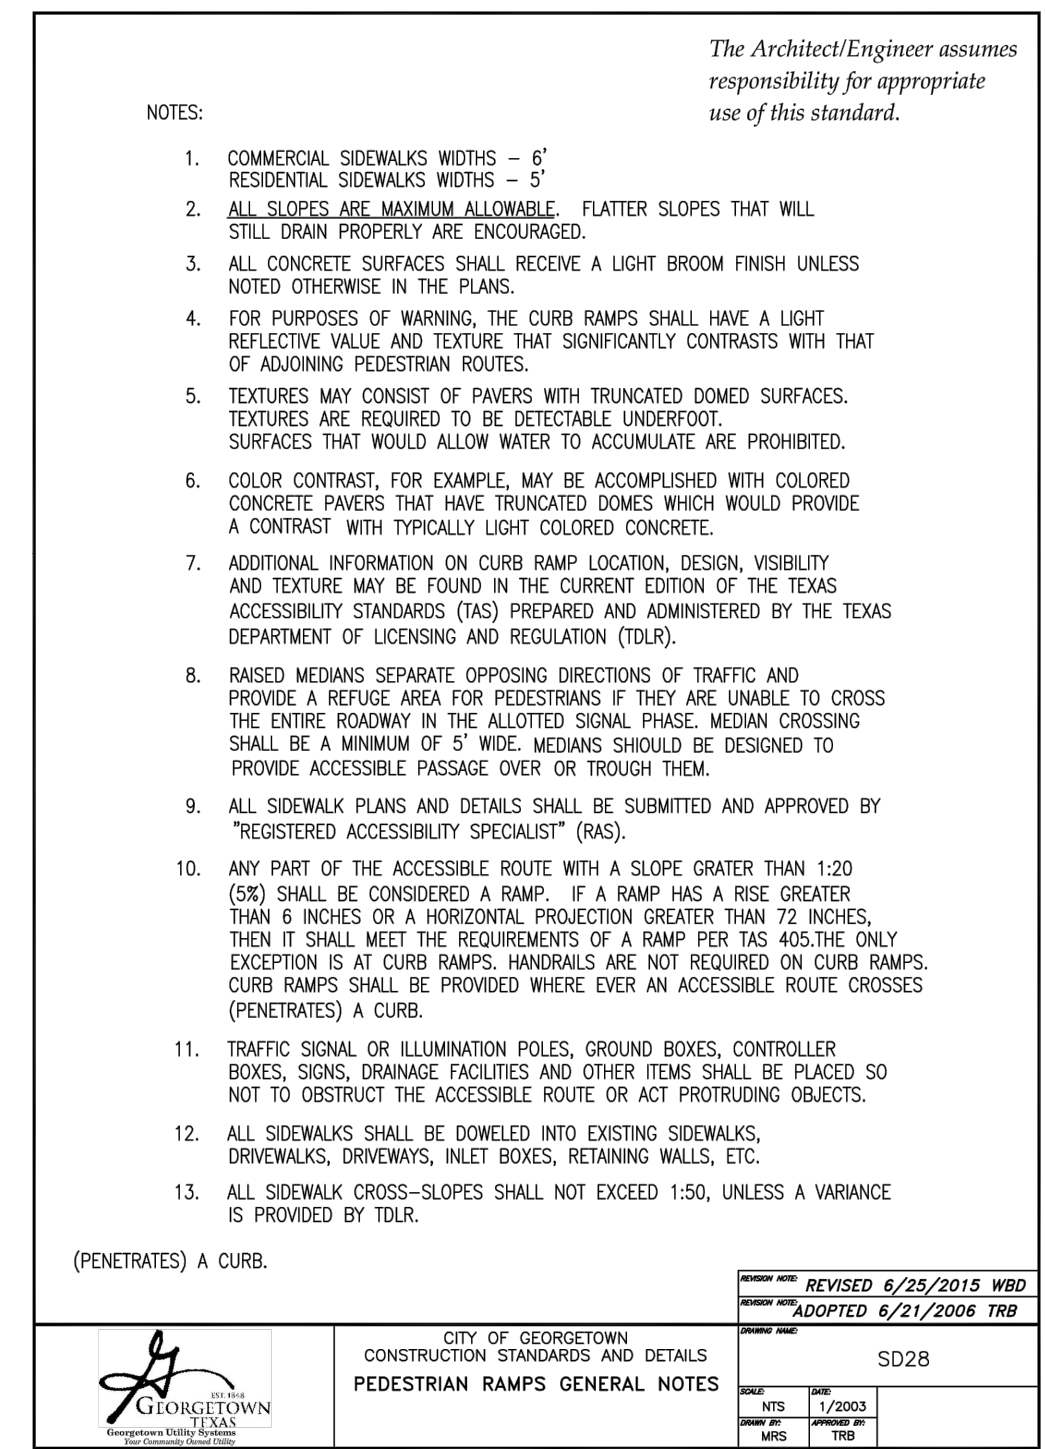 The Architect/Engineer assumes
responsibility for appropriate
use of this standard.
NOTES:
1. COMMERCIAL SIDEWALKS WIDTHS – 6'
RESIDENTIAL SIDEWALKS WIDTHS – 5'
2. ALL SLOPES ARE MAXIMUM ALLOWABLE. FLATTER SLOPES THAT WILL
STILL DRAIN PROPERLY ARE ENCOURAGED.
3. ALL CONCRETE SURFACES SHALL RECEIVE A LIGHT BROOM FINISH UNLESS
NOTED OTHERWISE IN THE PLANS.
4. FOR PURPOSES OF WARNING, THE CURB RAMPS SHALL HAVE A LIGHT
REFLECTIVE VALUE AND TEXTURE THAT SIGNIFICANTLY CONTRASTS WITH THAT
OF ADJOINING PEDESTRIAN ROUTES.
5. TEXTURES MAY CONSIST OF PAVERS WITH TRUNCATED DOMED SURFACES.
TEXTURES ARE REQUIRED TO BE DETECTABLE UNDERFOOT.
SURFACES THAT WOULD ALLOW WATER TO ACCUMULATE ARE PROHIBITED.
6. COLOR CONTRAST, FOR EXAMPLE, MAY BE ACCOMPLISHED WITH COLORED
CONCRETE PAVERS THAT HAVE TRUNCATED DOMES WHICH WOULD PROVIDE
A CONTRAST WITH TYPICALLY LIGHT COLORED CONCRETE.
7. ADDITIONAL INFORMATION ON CURB RAMP LOCATION, DESIGN, VISIBILITY
AND TEXTURE MAY BE FOUND IN THE CURRENT EDITION OF THE TEXAS
ACCESSIBILITY STANDARDS (TAS) PREPARED AND ADMINISTERED BY THE TEXAS
DEPARTMENT OF LICENSING AND REGULATION (TDLR).
8. RAISED MEDIANS SEPARATE OPPOSING DIRECTIONS OF TRAFFIC AND
PROVIDE A REFUGE AREA FOR PEDESTRIANS IF THEY ARE UNABLE TO CROSS
THE ENTIRE ROADWAY IN THE ALLOTTED SIGNAL PHASE. MEDIAN CROSSING
SHALL BE A MINIMUM OF 5' WIDE. MEDIANS SHIOULD BE DESIGNED TO
PROVIDE ACCESSIBLE PASSAGE OVER OR TROUGH THEM.
9. ALL SIDEWALK PLANS AND DETAILS SHALL BE SUBMITTED AND APPROVED BY
"REGISTERED ACCESSIBILITY SPECIALIST" (RAS).
10. ANY PART OF THE ACCESSIBLE ROUTE WITH A SLOPE GRATER THAN 1:20
(5%) SHALL BE CONSIDERED A RAMP. IF A RAMP HAS A RISE GREATER
THAN 6 INCHES OR A HORIZONTAL PROJECTION GREATER THAN 72 INCHES,
THEN IT SHALL MEET THE REQUIREMENTS OF A RAMP PER TAS 405.THE ONLY
EXCEPTION IS AT CURB RAMPS. HANDRAILS ARE NOT REQUIRED ON CURB RAMPS.
CURB RAMPS SHALL BE PROVIDED WHERE EVER AN ACCESSIBLE ROUTE CROSSES
(PENETRATES) A CURB.
11. TRAFFIC SIGNAL OR ILLUMINATION POLES, GROUND BOXES, CONTROLLER
BOXES, SIGNS, DRAINAGE FACILITIES AND OTHER ITEMS SHALL BE PLACED SO
NOT TO OBSTRUCT THE ACCESSIBLE ROUTE OR ACT PROTRUDING OBJECTS.
12. ALL SIDEWALKS SHALL BE DOWELED INTO EXISTING SIDEWALKS,
DRIVEWALKS, DRIVEWAYS, INLET BOXES, RETAINING WALLS, ETC.
13. ALL SIDEWALK CROSS–SLOPES SHALL NOT EXCEED 1:50, UNLESS A VARIANCE
IS PROVIDED BY TDLR.
(PENETRATES) A CURB.
REVISION NOTE: REVISED 6/25/2015 WBD
REVISION NOTE: ADOPTED 6/21/2006 TRB
EST. 1848
GEORGETOWN
TEXAS
Georgetown Utility Systems
Your Community Owned Utility
CITY OF GEORGETOWN
CONSTRUCTION STANDARDS AND DETAILS
PEDESTRIAN RAMPS GENERAL NOTES
DRAWING NAME:
SD28
SCALE: DATE:
NTS 1/2003
DRAWN BY: APPROVED BY:
MRS TRB